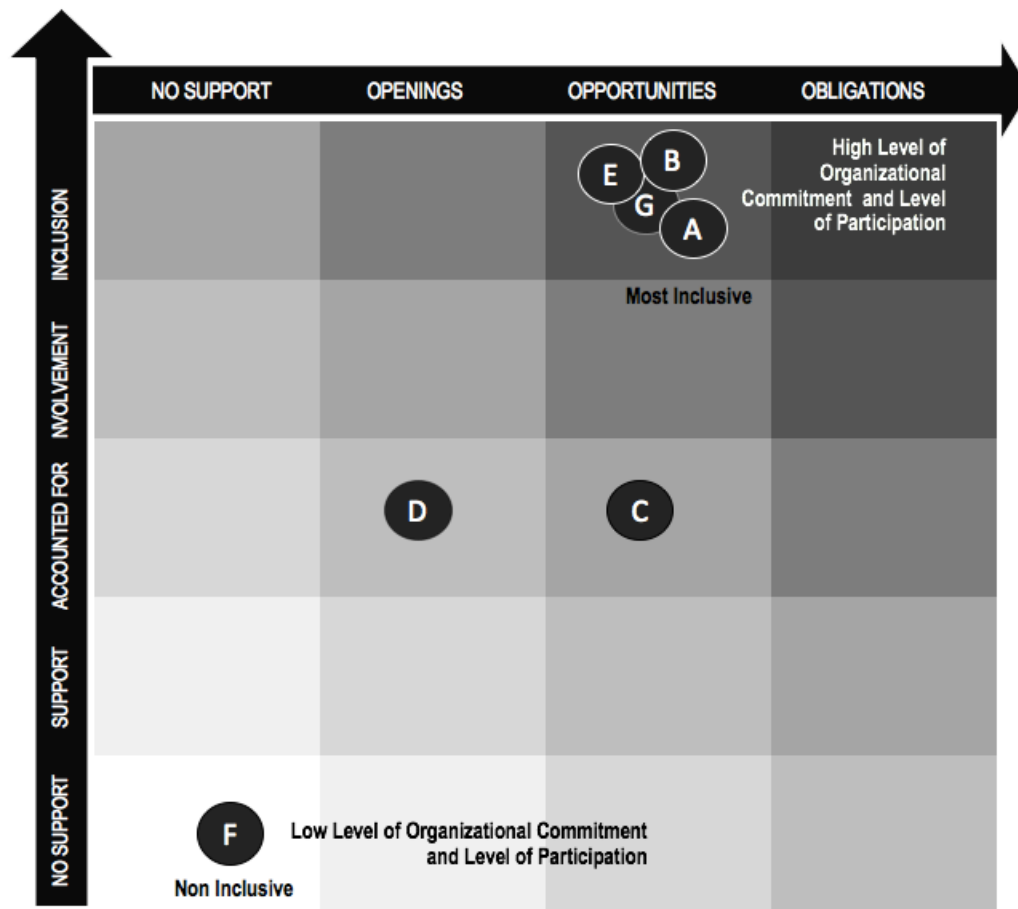 NO SUPPORT OPENINGS OPPORTUNITIES OBLIGATIONS
High Level of
Organizational
Commitment and Level
of Participation
E B
G
A
INCLUSION
Most Inclusive
NVOLVEMENT
D C
ACCOUNTED FOR
SUPPORT
F
Low Level of Organizational Commitment
and Level of Participation
Non Inclusive
NO SUPPORT